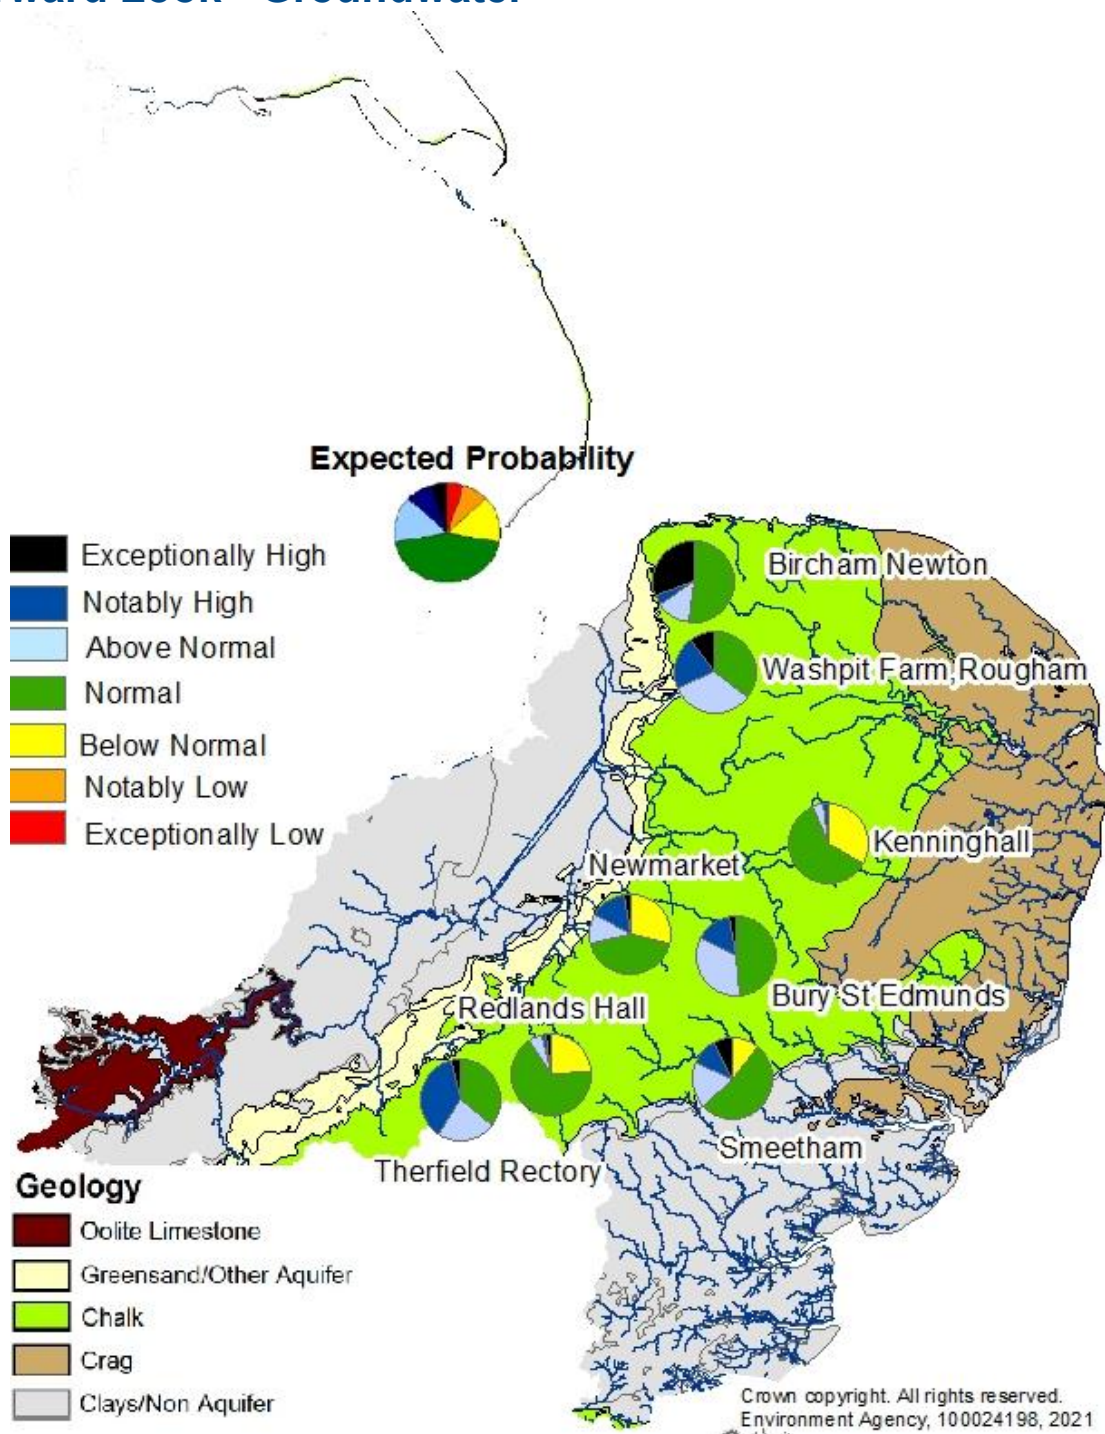 Groundwater
Expected Probability
Exceptionally High
Notably High
Above Normal
Normal
Below Normal
Notably Low
Exceptionally Low
Bircham Newton
Washpit Farm,Rougham
Kenninghall
Newmarket
Bury St Edmunds
Redlands Hall
Smeetham
Therfield Rectory
Geology
Oolite Limestone
Greensand/Other Aquifer
Chalk
Crag
Clays/Non Aquifer
Crown copyright. All rights reserved.
Environment Agency, 100024198, 2021